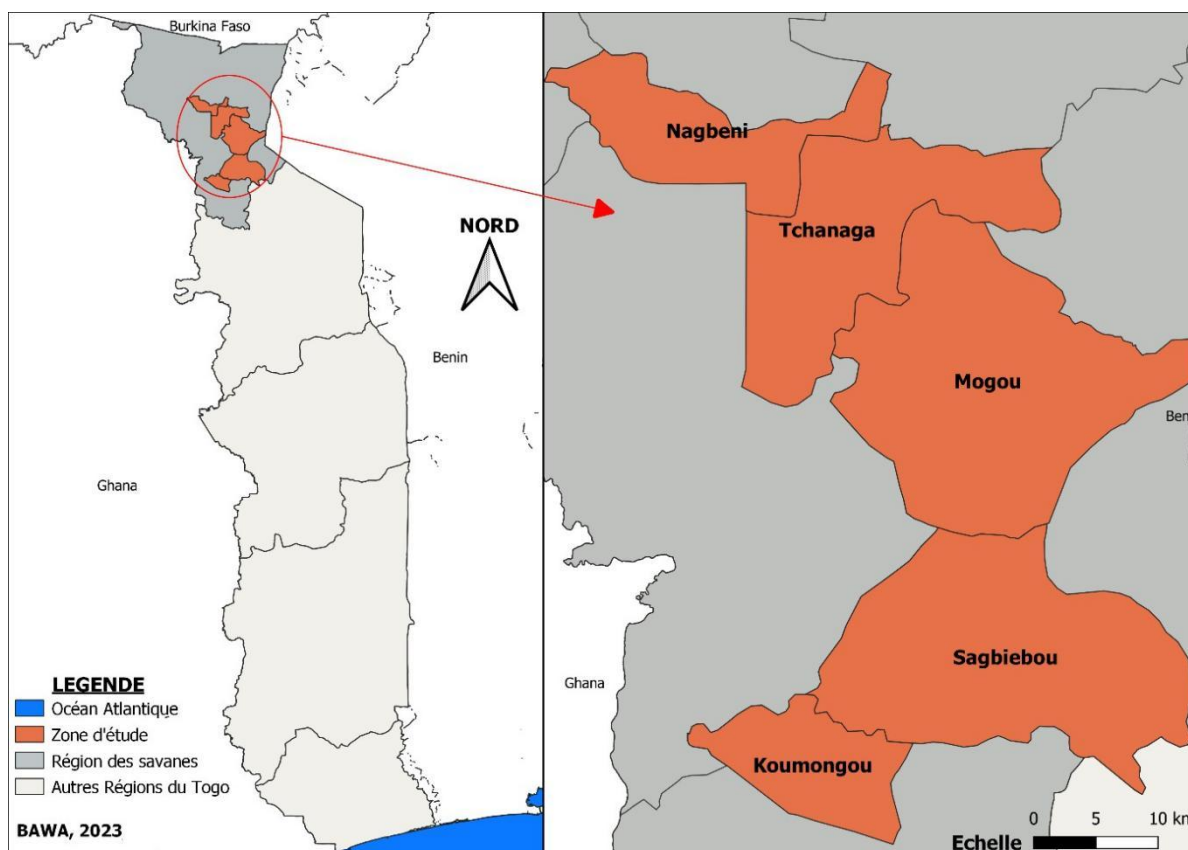 Burkina Faso
NORD
Benin
Ghana
LEGENDE
Océan Atlantique
Zone d'étude
Région des savanes
Autres Régions du Togo
BAWA, 2023
Nagbeni
Tchanaga
Mogou
Ben
Sagbiebou
Ghana
Koumongou
0 5 10 km
Echelle